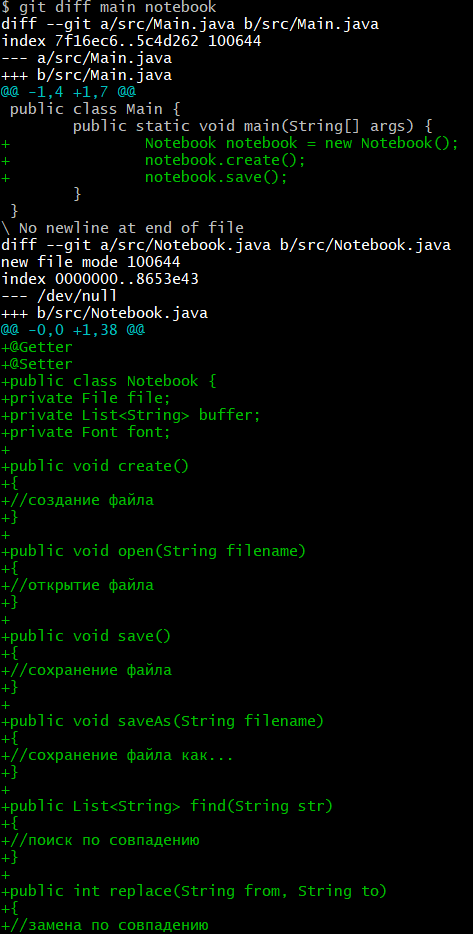 $ git diff main notebook
diff --git a/src/Main.java b/src/Main.java
index 7f16ec6..5c4d262 100644
--- a/src/Main.java
+++ b/src/Main.java
@@ -1,4 +1,7 @@
 public class Main {
        public static void main(String[] args) {
+               Notebook notebook = new Notebook();
+               notebook.create();
+               notebook.save();
        }
 }
\ No newline at end of file
diff --git a/src/Notebook.java b/src/Notebook.java
new file mode 100644
index 0000000..8653e43
--- /dev/null
+++ b/src/Notebook.java
@@ -0,0 +1,38 @@
+@Getter
+@Setter
+public class Notebook {
+private File file;
+private List<String> buffer;
+private Font font;
+
+public void create()
+{
+//создание файла
+}
+
+public void open(String filename)
+{
+//открытие файла
+}
+
+public void save()
+{
+//сохранение файла
+}
+
+public void saveAs(String filename)
+{
+//сохранение файла как...
+}
+
+public List<String> find(String str)
+{
+//поиск по совпадению
+}
+
+public int replace(String from, String to)
+{
+//замена по совпадению